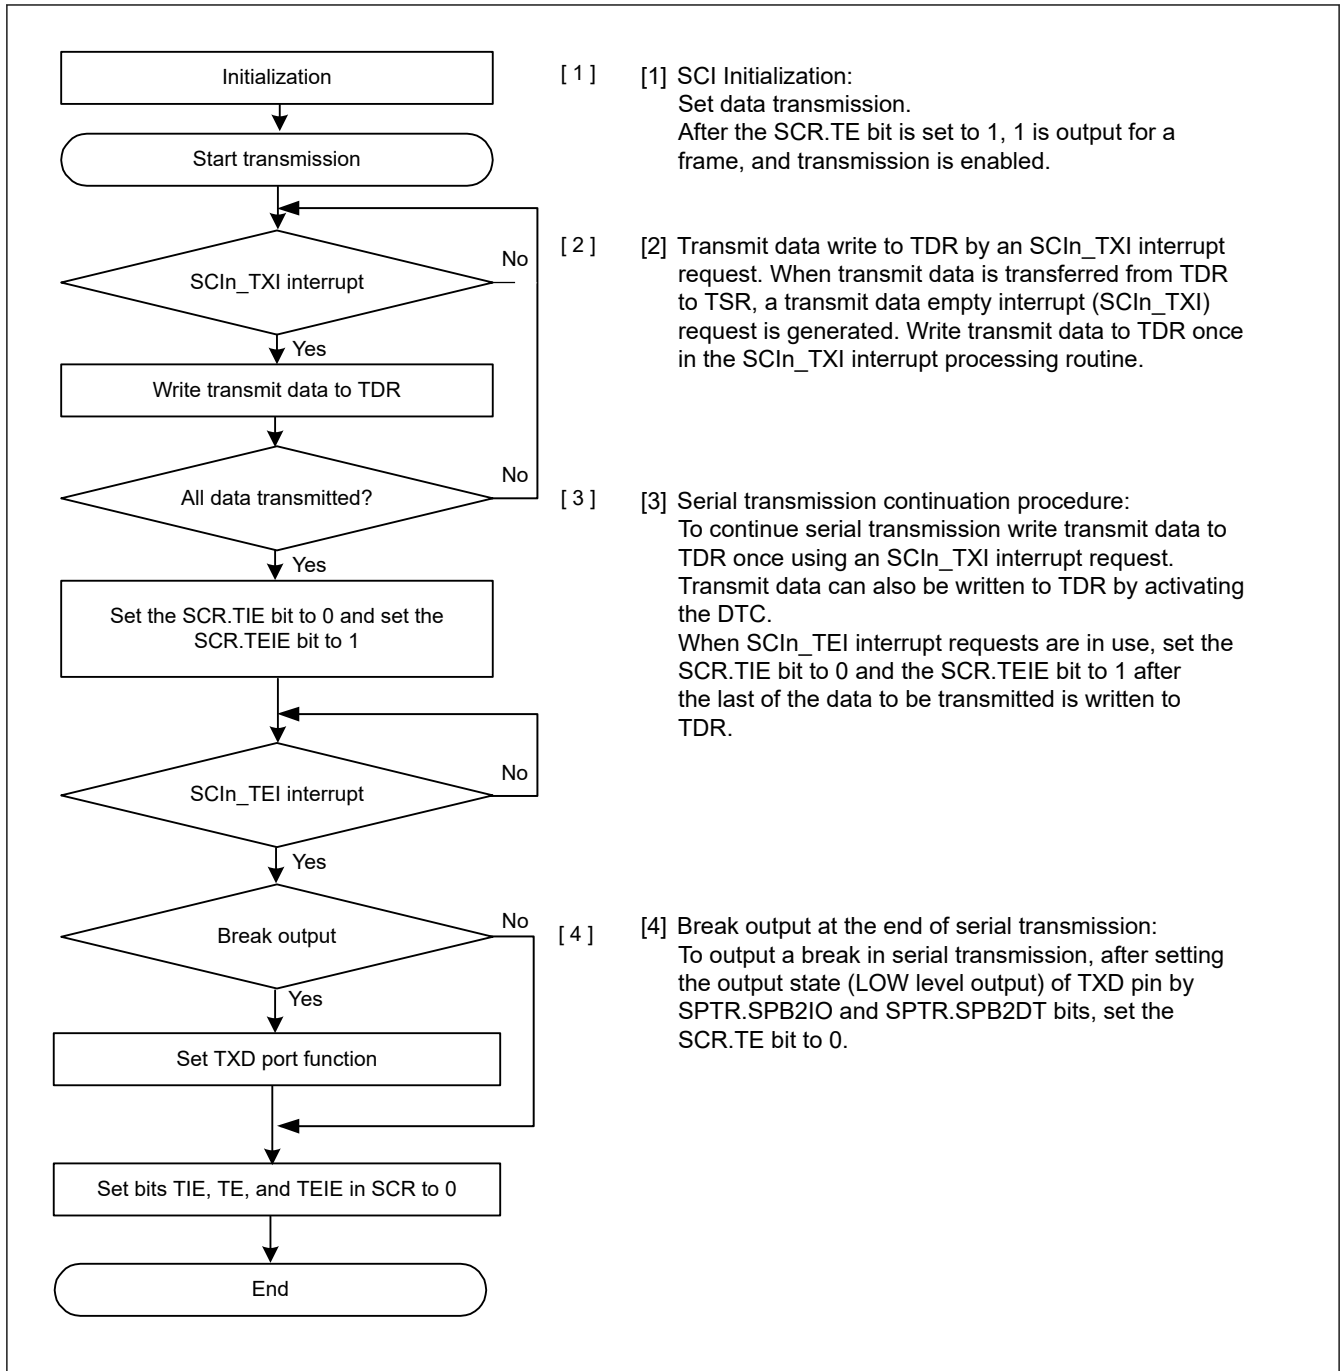 Initialization
[ 1 ]
[1] SCI Initialization:
Set data transmission.
After the SCR.TE bit is set to 1, 1 is output for a
frame, and transmission is enabled.
Start transmission
SCIn_TXI interrupt
No
[ 2 ]
[2] Transmit data write to TDR by an SCIn_TXI interrupt
request. When transmit data is transferred from TDR
to TSR, a transmit data empty interrupt (SCIn_TXI)
request is generated. Write transmit data to TDR once
in the SCIn_TXI interrupt processing routine.
Yes
Write transmit data to TDR
All data transmitted?
No
[ 3 ]
[3] Serial transmission continuation procedure:
To continue serial transmission write transmit data to
TDR once using an SCIn_TXI interrupt request.
Transmit data can also be written to TDR by activating
the DTC.
When SCIn_TEI interrupt requests are in use, set the
SCR.TIE bit to 0 and the SCR.TEIE bit to 1 after
the last of the data to be transmitted is written to
TDR.
Yes
Set the SCR.TIE bit to 0 and set the
SCR.TEIE bit to 1
SCIn_TEI interrupt
No
Yes
Break output
No
[ 4 ]
[4] Break output at the end of serial transmission:
To output a break in serial transmission, after setting
the output state (LOW level output) of TXD pin by
SPTR.SPB2IO and SPTR.SPB2DT bits, set the
SCR.TE bit to 0.
Yes
Set TXD port function
Set bits TIE, TE, and TEIE in SCR to 0
End